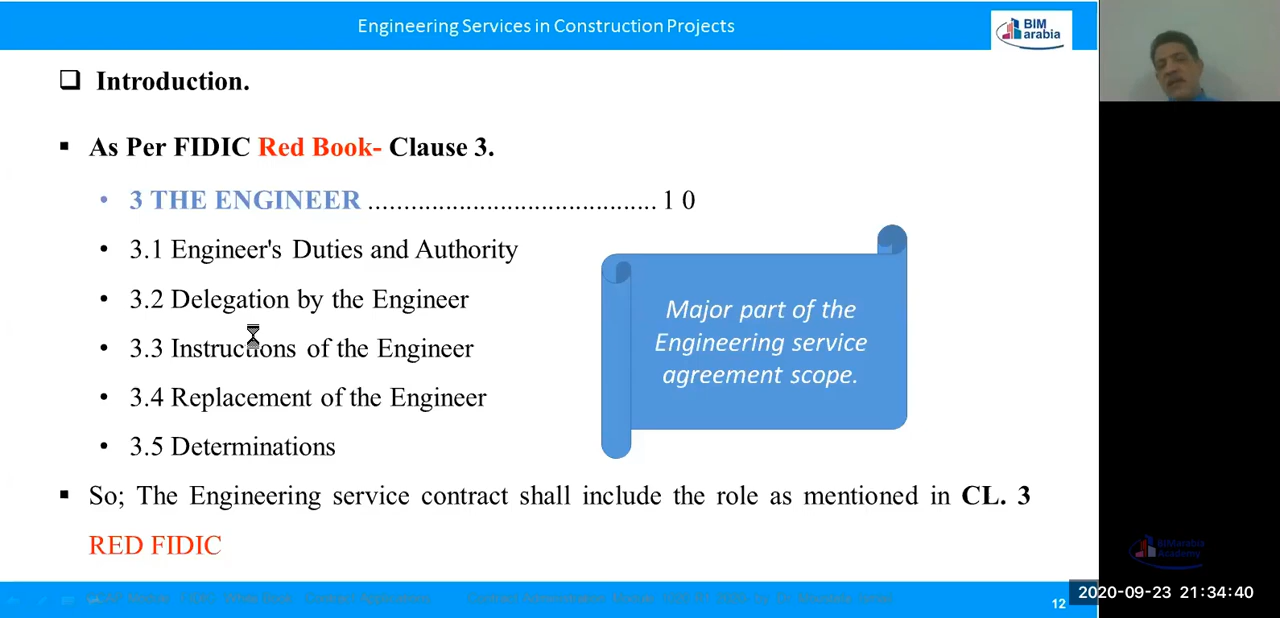 Engineering Services in Construction Projects
BIM
arabia
Introduction.
As Per FIDIC Red Book- Clause 3.
3 THE ENGINEER ........................................ 1 0
3.1 Engineer's Duties and Authority
3.2 Delegation by the Engineer
3.3 Instructions of the Engineer
3.4 Replacement of the Engineer
3.5 Determinations
Major part of the
Engineering service
agreement scope.
So; The Engineering service contract shall include the role as mentioned in CL. 3
RED FIDIC
BIMarabia
Academy
12
2020-09-23 21:34:40